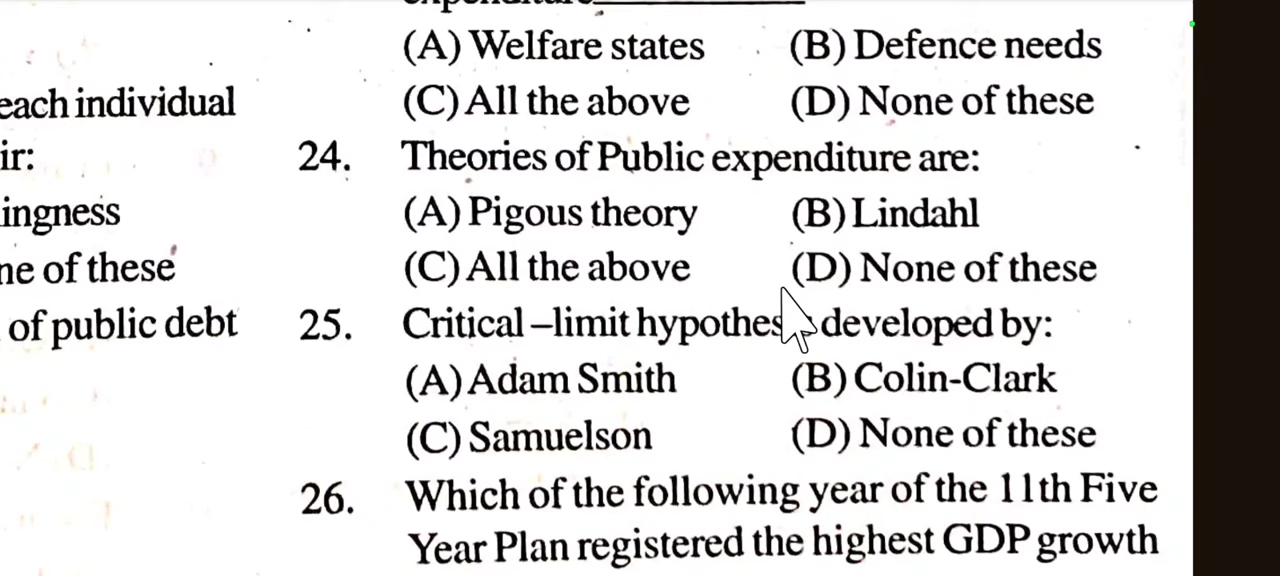 each individual
ir:
ingness
ne of these
of public debt
expenditure
(A) Welfare states (B) Defence needs
(C) All the above (D) None of these
24. Theories of Public expenditure are:
(A) Pigous theory (B) Lindahl
(C) All the above (D) None of these
25. Critical –limit hypothes developed by:
(A) Adam Smith (B) Colin-Clark
(C) Samuelson (D) None of these
26. Which of the following year of the 11th Five
Year Plan registered the highest GDP growth